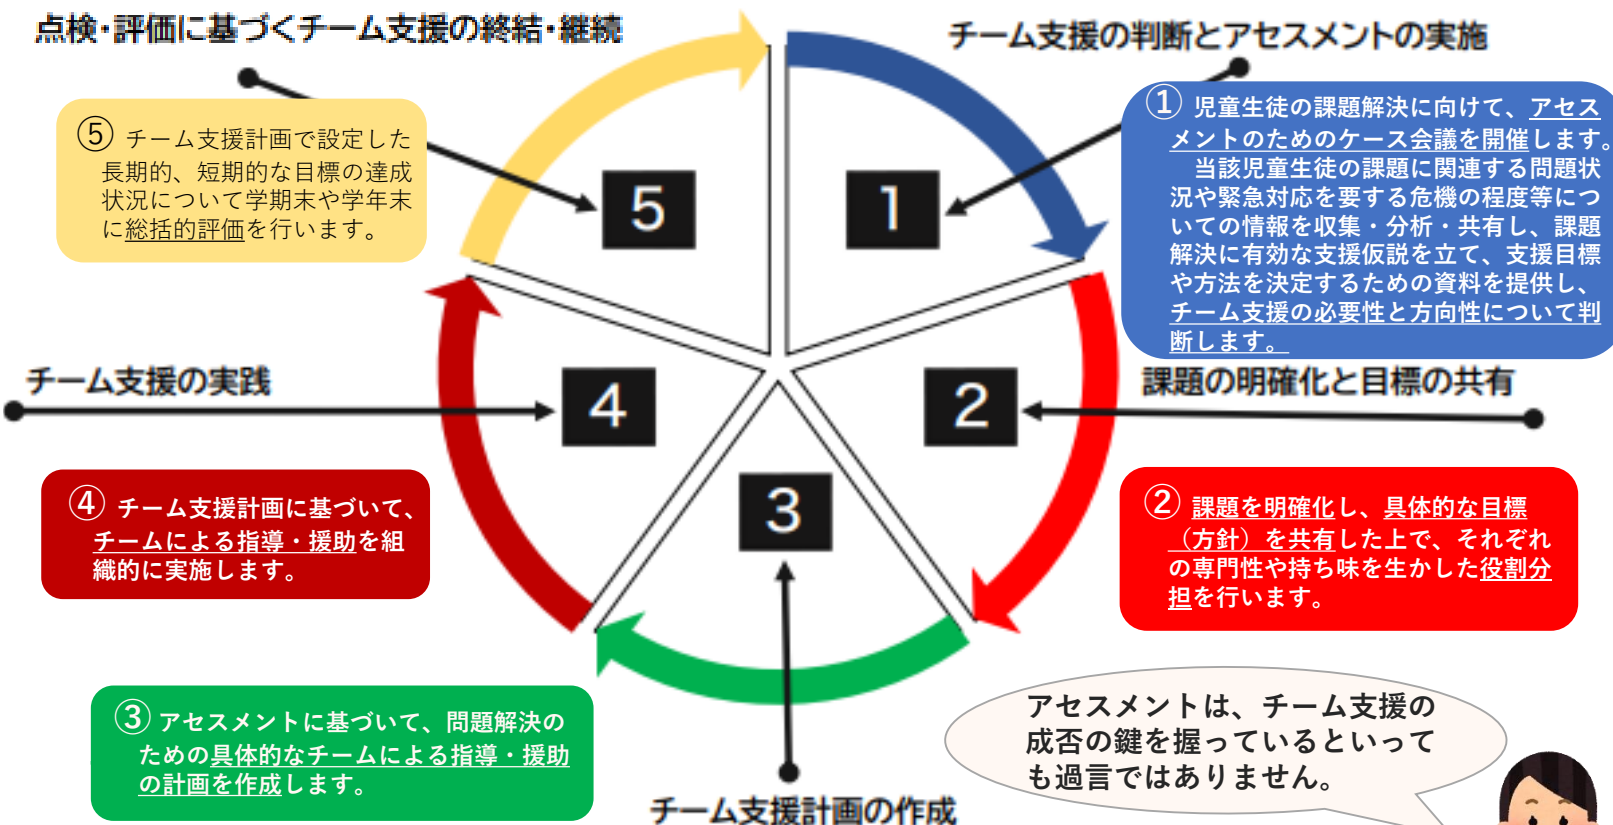 点検・評価に基づくチーム支援の終結・継続
チーム支援の判断とアセスメントの実施
① 児童生徒の課題解決に向けて、アセス
メントのためのケース会議を開催します。
当該児童生徒の課題に関連する問題状
況や緊急対応を要する危機の程度等につ
いての情報を収集・分析・共有し、課題
解決に有効な支援仮説を立て、支援目標
や方法を決定するための資料を提供し、
チーム支援の必要性と方向性について判
断します。
⑤ チーム支援計画で設定した
長期的、短期的な目標の達成
状況について学期末や学年末
に総括的評価を行います。
5
1
チーム支援の実践
4
2
課題の明確化と目標の共有
3
④ チーム支援計画に基づいて、
チームによる指導・援助を組
織的に実施します。
② 課題を明確化し、具体的な目標
（方針）を共有した上で、それぞれ
の専門性や持ち味を生かした役割分
担を行います。
③ アセスメントに基づいて、問題解決の
ための具体的なチームによる指導・援助
の計画を作成します。
チーム支援計画の作成
アセスメントは、チーム支援の
成否の鍵を握っているといって
も過言ではありません。